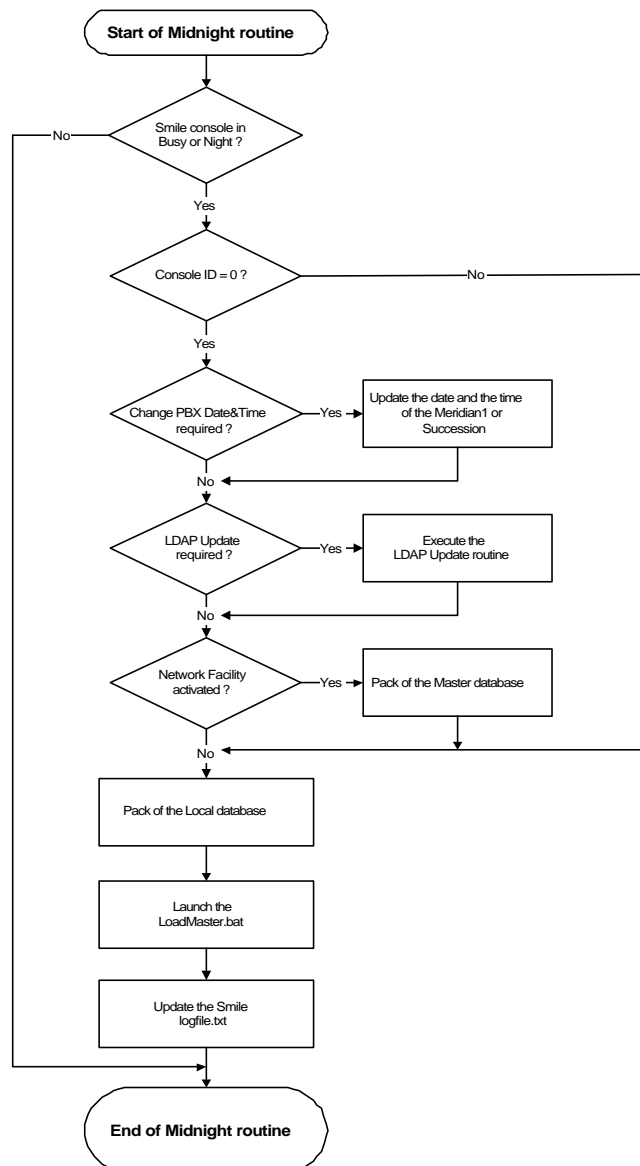 Start of Midnight routine
No
Smile console in
Busy or Night ?
Yes
Console ID = 0 ?
No
Yes
Change PBX Date&Time
required ?
Yes
Update the date and the time
of the Meridian1 or
Succession
No
LDAP Update
required ?
Yes
Execute the
LDAP Update routine
No
Network Facility
activated ?
Yes
Pack of the Master database
No
Pack of the Local database
Launch the
LoadMaster.bat
Update the Smile
logfile.txt
End of Midnight routine